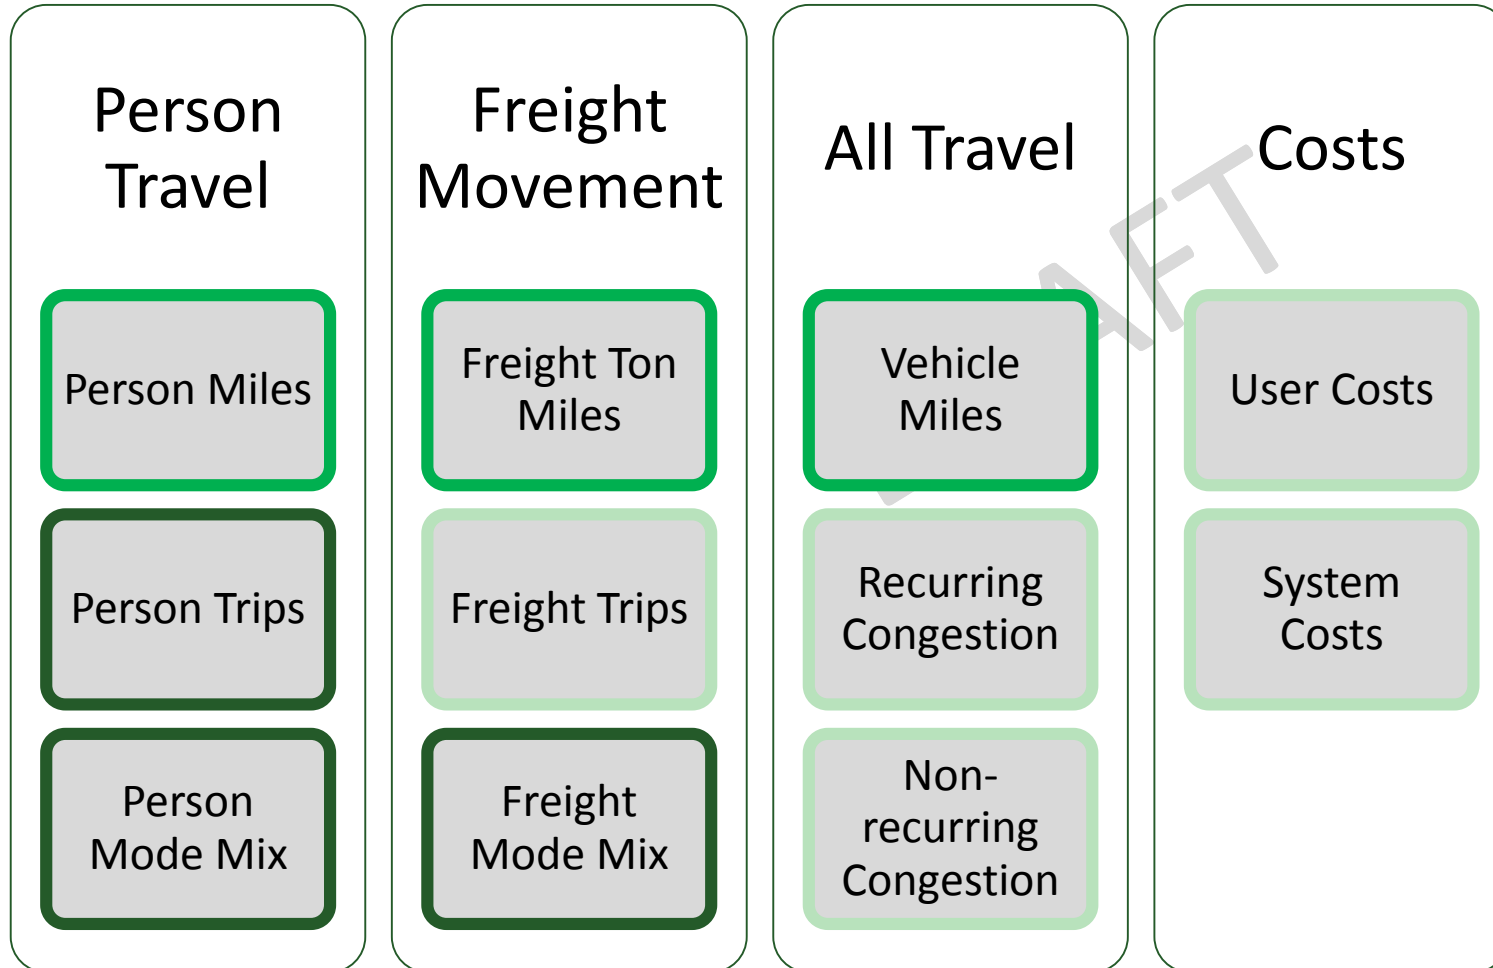 Person
Travel
Person Miles
Person Trips
Person
Mode Mix
Freight
Movement
Freight Ton
Miles
Freight Trips
Freight
Mode Mix
All Travel
Vehicle
Miles
Recurring
Congestion
Non-
recurring
Congestion
Costs
User Costs
System
Costs